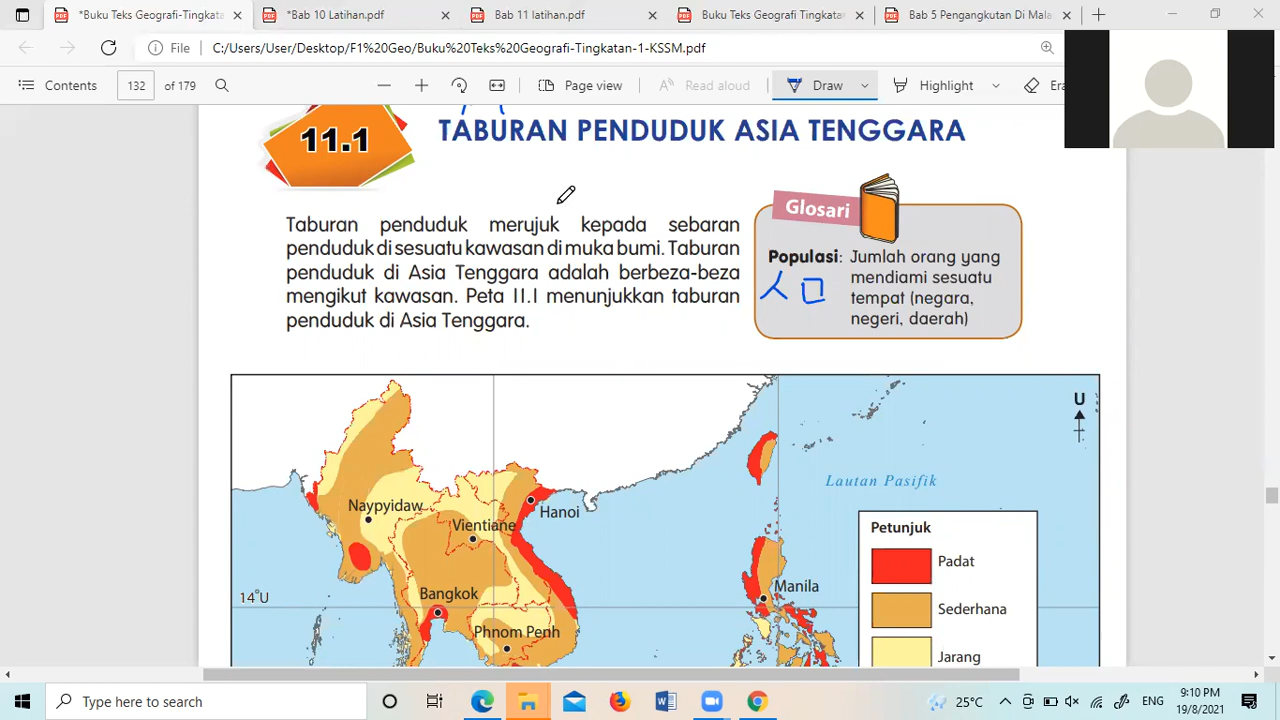 *Buku Teks Geografi-Tingkata
*Bab 10 Latihan.pdf
Bab 11 latihan.pdf
Buku Teks Geografi Tingkatan
Bab 5 Pengangkutan Di Mala
File
C:/Users/User/Desktop/F1%20Geo/Buku%20Teks%20Geografi-Tingkatan-1-KSSM.pdf
Contents
132
of 179
Page view
Read aloud
Draw
Highlight
Era
11.1
TABURAN PENDUDUK ASIA TENGGARA
Taburan penduduk merujuk kepada sebaran
penduduk di sesuatu kawasan di muka bumi. Taburan
penduduk di Asia Tenggara adalah berbeza-beza
mengikut kawasan. Peta 11.1 menunjukkan taburan
penduduk di Asia Tenggara.
Glosari
Populasi: Jumlah orang yang
mendiami sesuatu
人口
tempat (negara,
negeri, daerah)
U
Lautan Pasifik
Naypyidaw
Hanoi
Vientiane
Petunjuk
Padat
Manila
Bangkok
14°U
Sederhana
Phnom Penh
Jarang
Type here to search
25°C
ENG
9:10 PM
19/8/2021